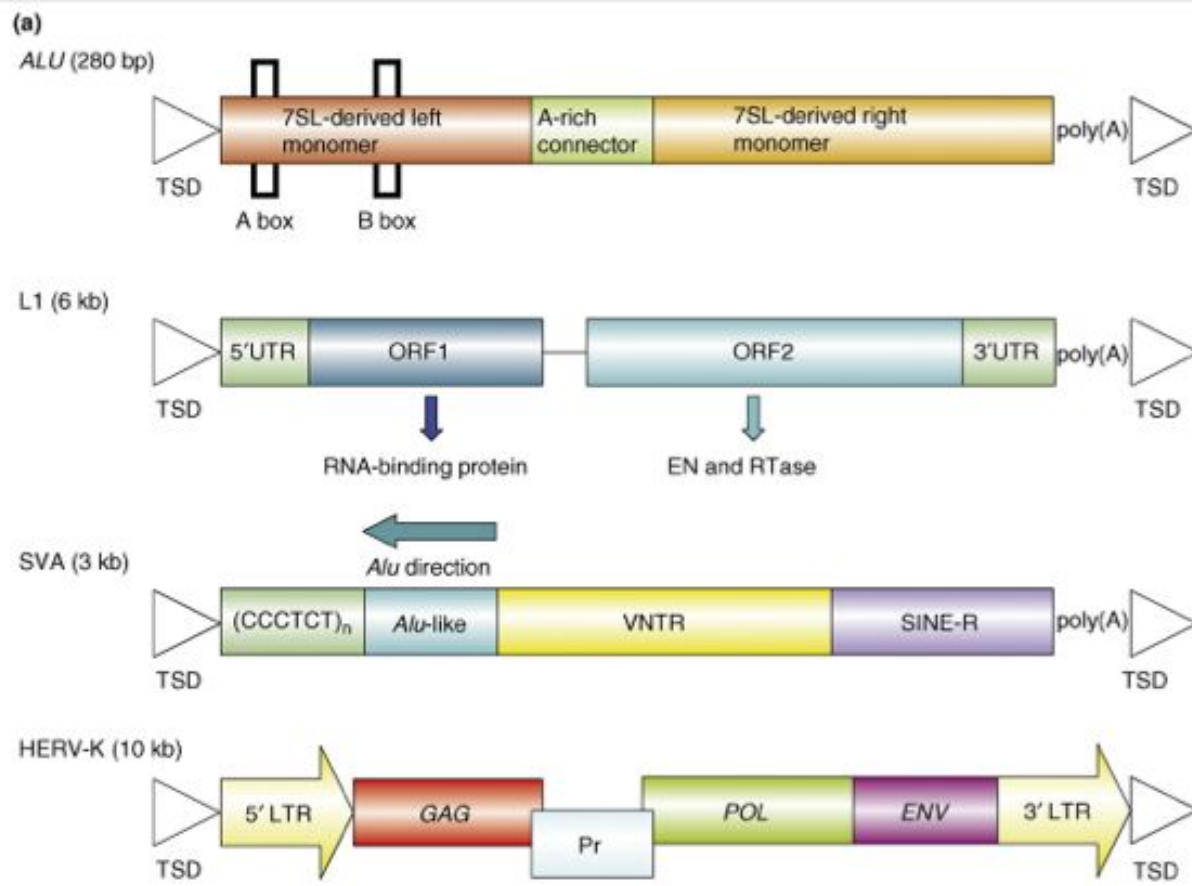 (a)
ALU (280 bp)
7SL-derived left
monomer
A-rich
connector
7SL-derived right
monomer
poly(A)
TSD
TSD
A box
B box
L1 (6 kb)
5′UTR
ORF1
ORF2
3′UTR
poly(A)
TSD
TSD
RNA-binding protein
EN and RTase
SVA (3 kb)
Alu direction
(CCCTCT)n
Alu-like
VNTR
SINE-R
poly(A)
TSD
TSD
HERV-K (10 kb)
5′ LTR
GAG
Pr
POL
ENV
3′ LTR
TSD
TSD